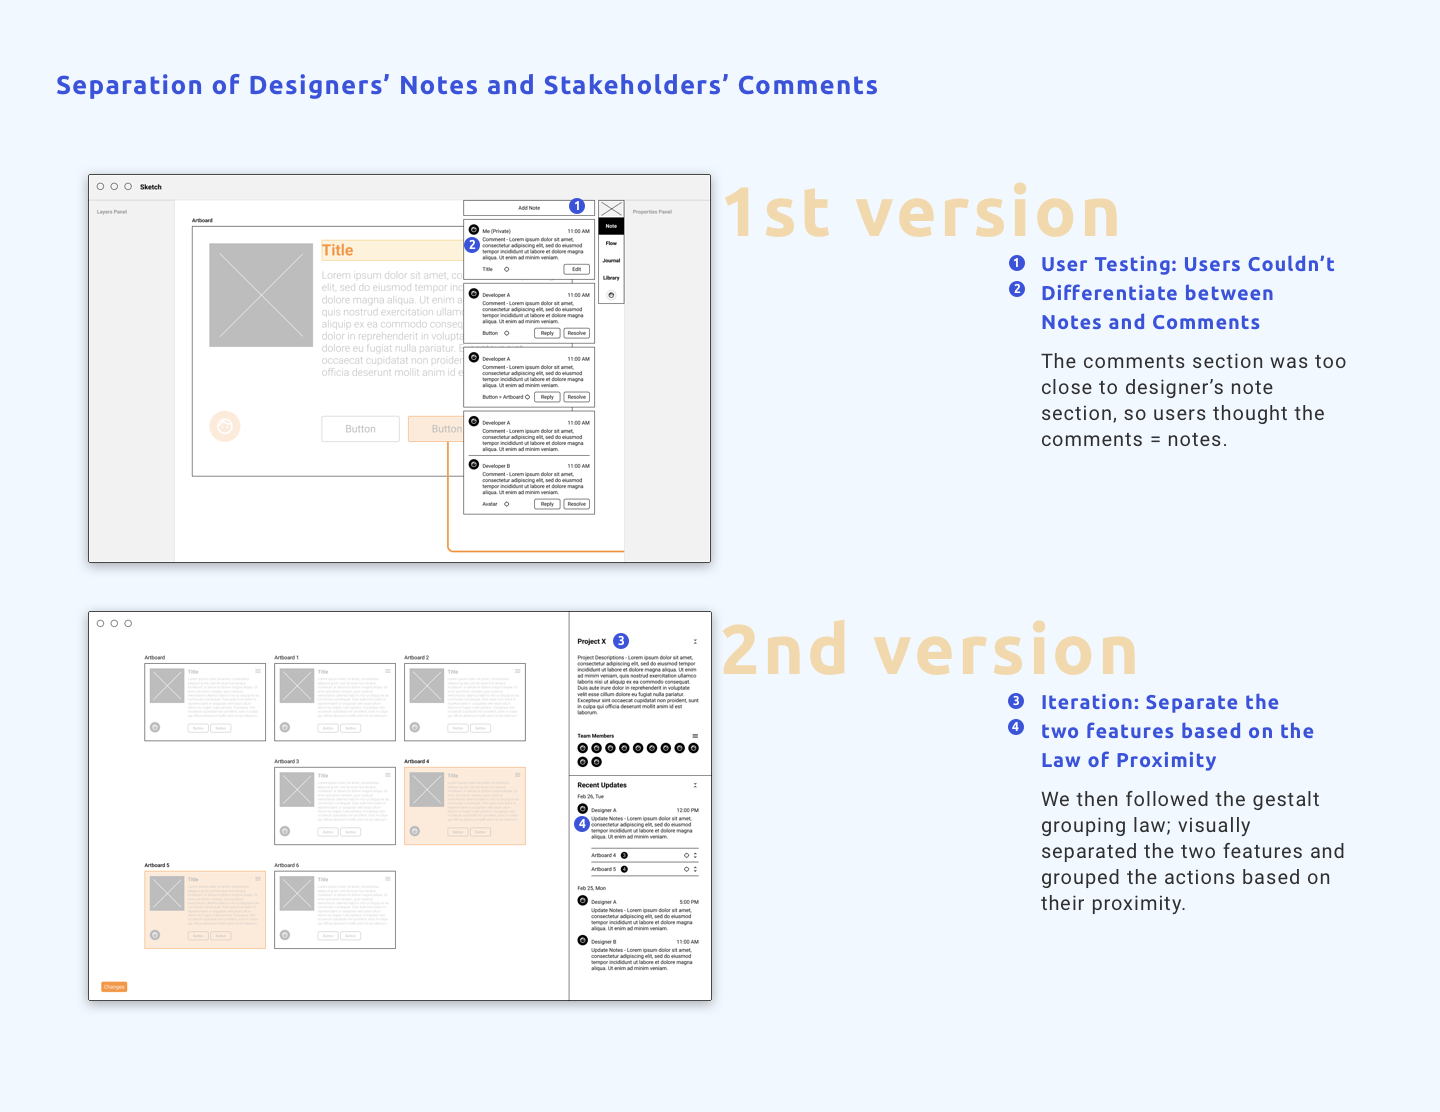 Separation of Designers’ Notes and Stakeholders’ Comments
Sketch
Layers Panel
Properties Panel
Artboard
Title
Lorem ipsum dolor sit amet, co
elit, sed do eiusmod tempor inc
dolore magna aliqua. Ut enim a
quis nostrud exercitation ullamc
aliquip ex ea commodo conseq
dolor in reprehenderit in volupta
dolore eu fugiat nulla pariatur. E
occaecat cupidatat non proiden
officia deserunt mollit anim id e
Button
Button
Add Note
1
2
Me (Private) 11:00 AM
Comment - Lorem ipsum dolor sit amet,
consectetur adipiscing elit, sed do eiusmod
tempor incididunt ut labore et dolore magna
aliqua. Ut enim ad minim veniam.
Title Edit
Developer A 11:00 AM
Comment - Lorem ipsum dolor sit amet,
consectetur adipiscing elit, sed do eiusmod
tempor incididunt ut labore et dolore magna
aliqua. Ut enim ad minim veniam.
Button Reply Resolve
Developer A 11:00 AM
Comment - Lorem ipsum dolor sit amet,
consectetur adipiscing elit, sed do eiusmod
tempor incididunt ut labore et dolore magna
aliqua. Ut enim ad minim veniam.
Button > Artboard Reply Resolve
Developer A 11:00 AM
Comment - Lorem ipsum dolor sit amet,
consectetur adipiscing elit, sed do eiusmod
tempor incididunt ut labore et dolore magna
aliqua. Ut enim ad minim veniam.
Developer B 11:00 AM
Comment - Lorem ipsum dolor sit amet,
consectetur adipiscing elit, sed do eiusmod
tempor incididunt ut labore et dolore magna
aliqua. Ut enim ad minim veniam.
Avatar Reply Resolve
Note
Flow
Journal
Library
1st version
1
2
User Testing: Users Couldn’t
Differentiate between
Notes and Comments
The comments section was too
close to designer’s note
section, so users thought the
comments = notes.
Artboard
Title
Button Button
Artboard 1
Title
Button Button
Artboard 2
Title
Button Button
Artboard 3
Title
Button Button
Artboard 4
Title
Button Button
Artboard 5
Title
Button Button
Artboard 6
Title
Button Button
Changes
Project X 3
Project Descriptions - Lorem ipsum dolor sit amet,
consectetur adipiscing elit, sed do eiusmod tempor
incididunt ut labore et dolore magna aliqua. Ut enim
ad minim veniam, quis nostrud exercitation ullamco
laboris nisi ut aliquip ex ea commodo consequat.
Duis aute irure dolor in reprehenderit in voluptate
velit esse cillum dolore eu fugiat nulla pariatur.
Excepteur sint occaecat cupidatat non proident, sunt
in culpa qui officia deserunt mollit anim id est
laborum.
Team Members
Recent Updates
Feb 26, Tue
Designer A 12:00 PM
4
Update Notes - Lorem ipsum dolor sit amet,
consectetur adipiscing elit, sed do eiusmod
tempor incididunt ut labore et dolore magna
aliqua. Ut enim ad minim veniam.
Artboard 4
Artboard 5
Feb 25, Mon
Designer A 5:00 PM
Update Notes - Lorem ipsum dolor sit amet,
consectetur adipiscing elit, sed do eiusmod
tempor incididunt ut labore et dolore magna
aliqua. Ut enim ad minim veniam.
Designer B 11:00 AM
Update Notes - Lorem ipsum dolor sit amet,
consectetur adipiscing elit, sed do eiusmod
tempor incididunt ut labore et dolore magna
aliqua. Ut enim ad minim veniam.
2nd version
3
4
Iteration: Separate the
two features based on the
Law of Proximity
We then followed the gestalt
grouping law; visually
separated the two features and
grouped the actions based on
their proximity.